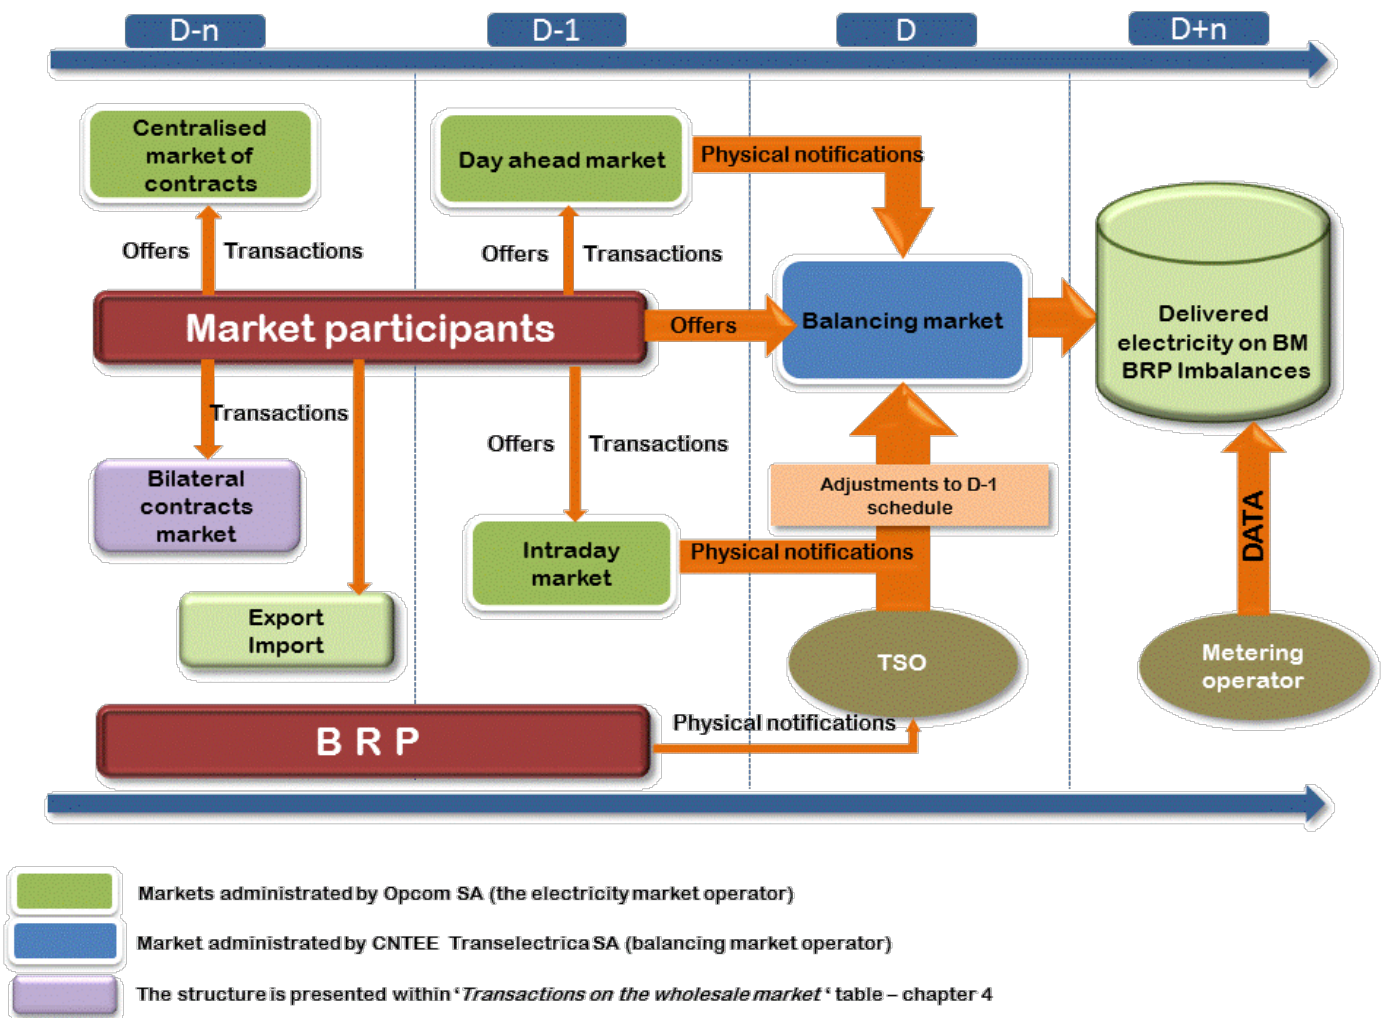 D-n
D-1
D
D+n
Centralised
market of
contracts
Day ahead market
Physical notifications
Offers
Transactions
Offers
Transactions
Market participants
Offers
Balancing market
Delivered
electricity on BM
BRP Imbalances
Transactions
Offers
Transactions
Bilateral
contracts
market
Adjustments to D-1
schedule
Intraday
market
Physical notifications
DATA
Export
Import
TSO
Metering
operator
B R P
Physical notifications
Markets administrated by Opcom SA (the electricity market operator)
Market administrated by CNTEE Transelectrica SA (balancing market operator)
The structure is presented within ‘Transactions on the wholesale market ‘ table – chapter 4